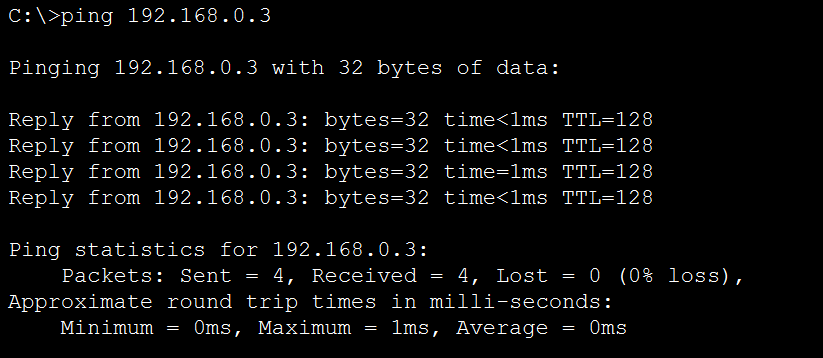 C:\>ping 192.168.0.3
Pinging 192.168.0.3 with 32 bytes of data:
Reply from 192.168.0.3: bytes=32 time<1ms TTL=128
Reply from 192.168.0.3: bytes=32 time<1ms TTL=128
Reply from 192.168.0.3: bytes=32 time=1ms TTL=128
Reply from 192.168.0.3: bytes=32 time<1ms TTL=128
Ping statistics for 192.168.0.3:
Packets: Sent = 4, Received = 4, Lost = 0 (0% loss),
Approximate round trip times in milli-seconds:
Minimum = 0ms, Maximum = 1ms, Average = 0ms